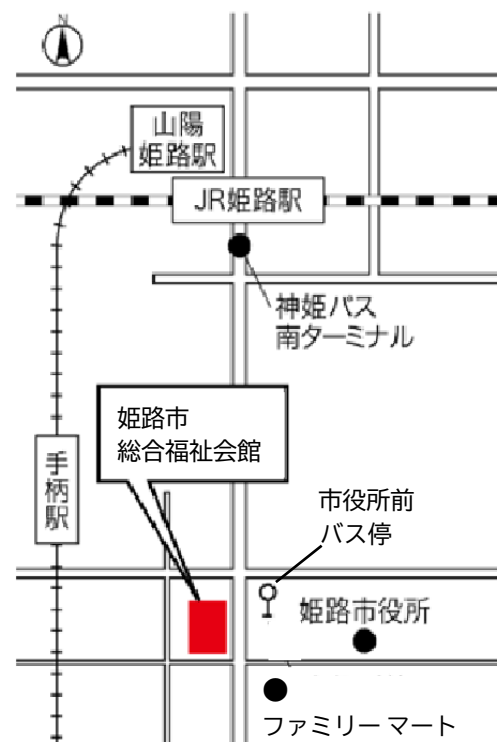 山陽
姫路駅
JR姫路駅
神姫バス
南ターミナル
姫路市
総合福祉会館
手柄駅
市役所前
バス停
姫路市役所
ファミリーマート